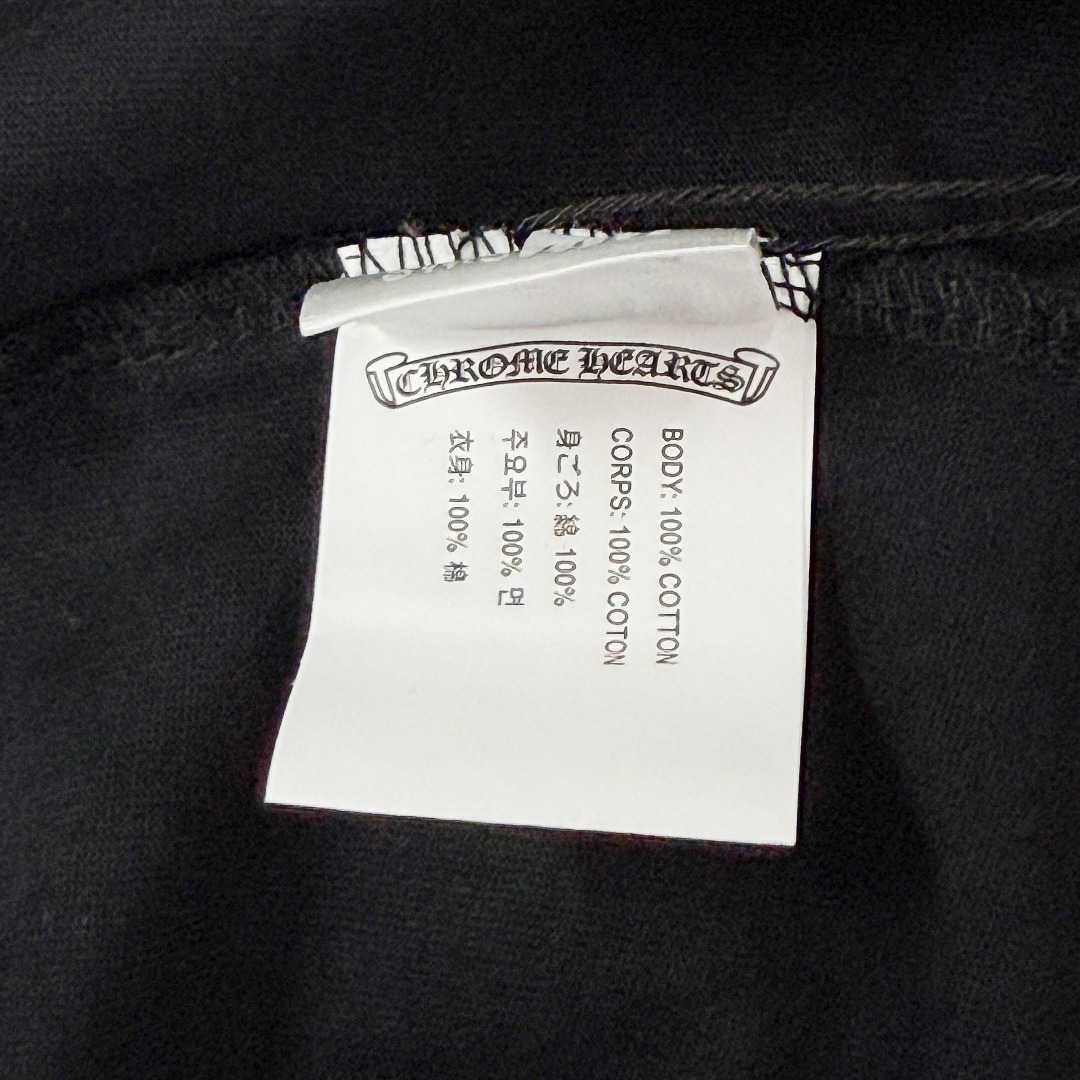 CHROME HEARTS
BODY: 100% COTTON
CORPS: 100% COTON
身ごろ: 綿 100%
주요부: 100% 면
衣身: 100% 棉